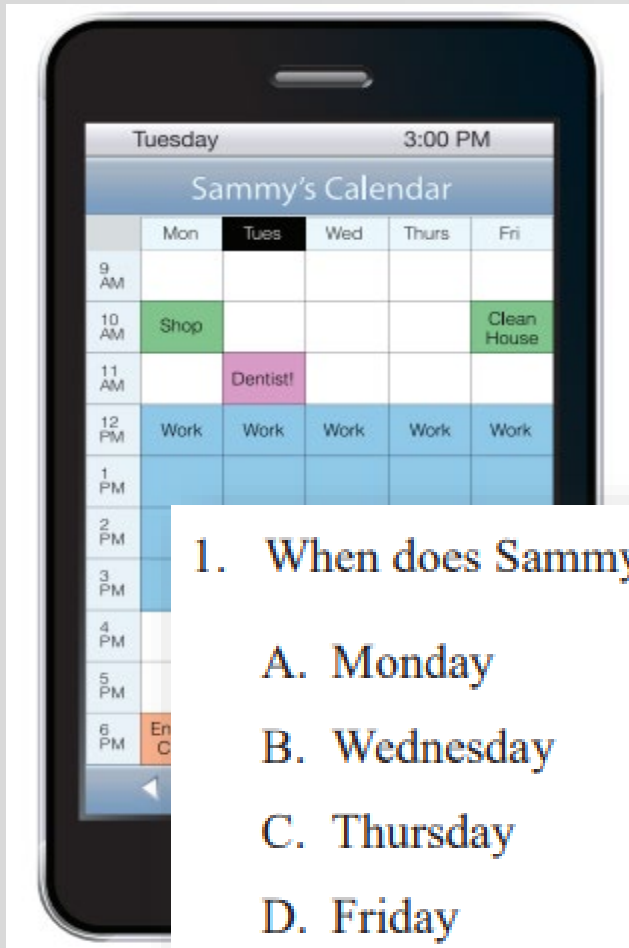 Tuesday 3:00 PM
Sammy's Calendar
Mon Tues Wed Thurs Fri
9 AM
10 AM Shop Clean House
11 AM Dentist!
12 PM Work Work Work Work Work
1 PM
2 PM
3 PM
4 PM
5 PM
6 PM
1. When does Sammy
A. Monday
B. Wednesday
C. Thursday
D. Friday